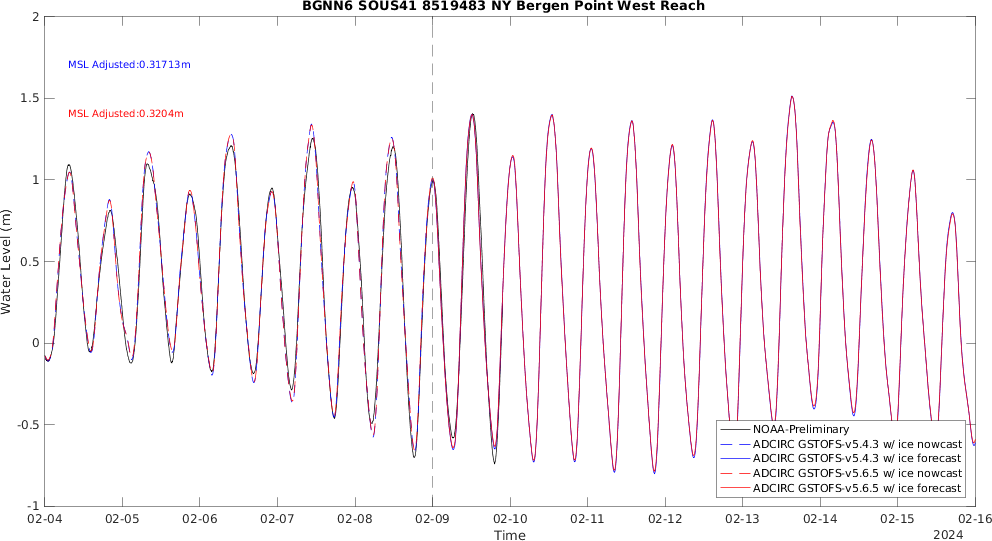 BGNN6 SOUS41 8519483 NY Bergen Point West Reach
2
MSL Adjusted:0.31713m
1.5
MSL Adjusted:0.3204m
1
0.5
0
-0.5
-1
Water Level (m)
NOAA-Preliminary
ADCIRC GSTOFS-v5.4.3 w/ ice nowcast
ADCIRC GSTOFS-v5.4.3 w/ ice forecast
ADCIRC GSTOFS-v5.6.5 w/ ice nowcast
ADCIRC GSTOFS-v5.6.5 w/ ice forecast
02-04 02-05 02-06 02-07 02-08 02-09 02-10 02-11 02-12 02-13 02-14 02-15 02-16
Time
2024